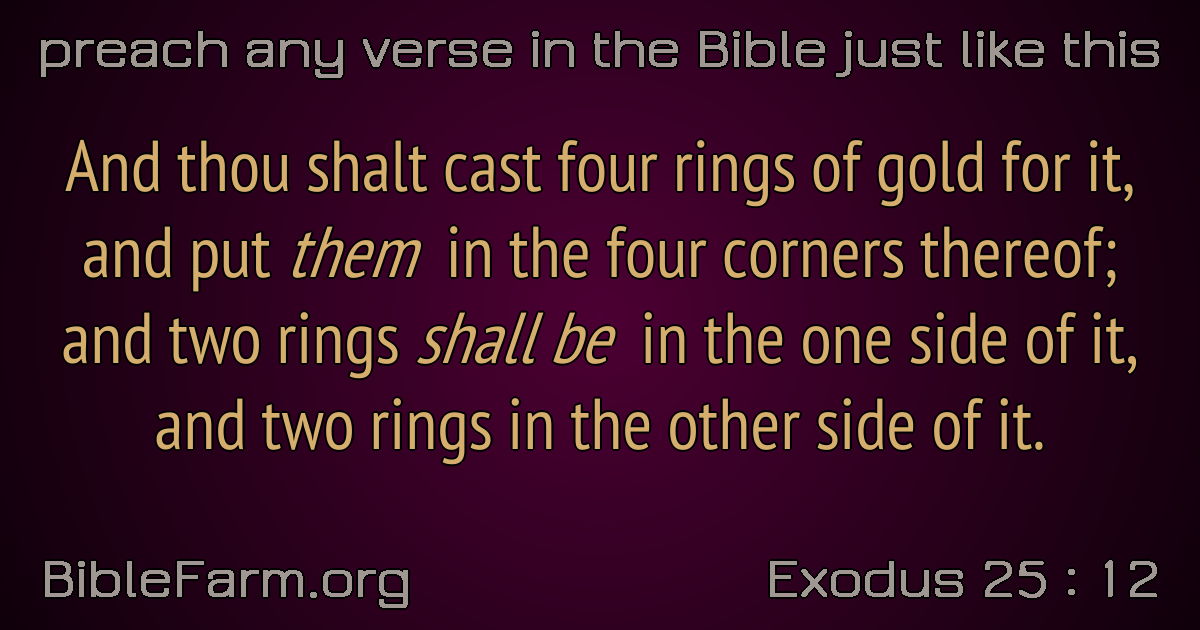 preach any verse in the Bible just like this
And thou shalt cast four rings of gold for it,
and put them in the four corners thereof;
and two rings shall be in the one side of it,
and two rings in the other side of it.
BibleFarm.org
Exodus 25 : 12